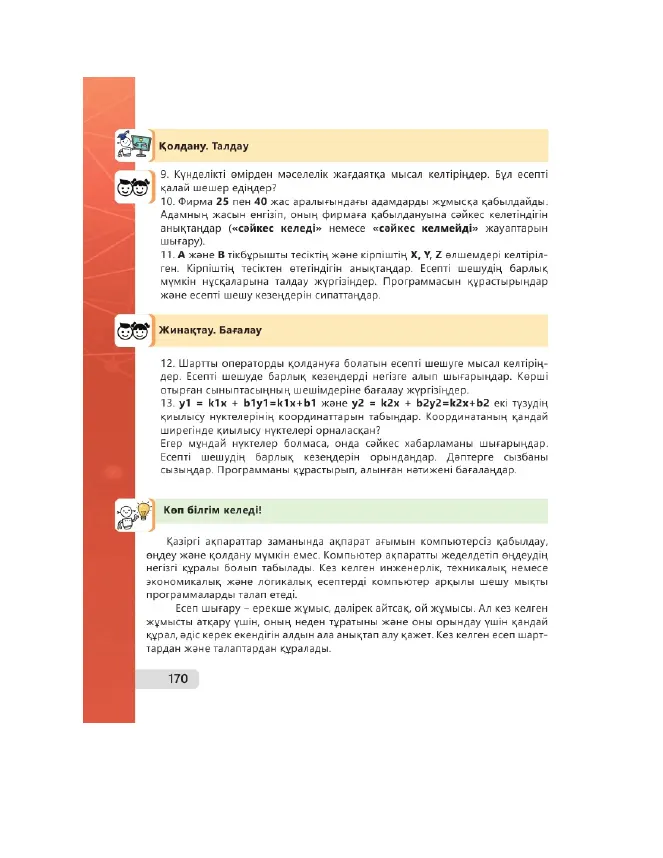 Қолдану. Талдау
9. Күнделікті өмірден мәселелік жағдаятқа мысал келтіріңдер. Бұл есепті
қалай шешер едіңдер?
10. Фирма 25 пен 40 жас аралығындағы адамдарды жұмысқа қабылдайды.
Адамның жасын енгізіп, оның фирмаға қабылдануына сәйкес келетіндігін
анықтаңдар («сәйкес келеді» немесе «сәйкес келмейді» жауаптарын
шығару).
11. A және B тікбұрышты тесіктің және кірпіштің X, Y, Z өлшемдері келтіріл-
ген. Кірпіштің тесіктен өтетіндігін анықтаңдар. Есепті шешудің барлық
мүмкін нұсқаларына талдау жүргізіңдер. Программасын құрастырыңдар
және есепті шешу кезеңдерін сипаттаңдар.
Жинақтау. Бағалау
12. Шартты операторды қолдануға болатын есепті шешуге мысал келтірің-
дер. Есепті шешуде барлық кезеңдерді негізге алып шығарыңдар. Көрші
отырған сыныптасыңның шешімдеріне бағалау жүргізіңдер.
13. y1 = k1x + b1y1=k1x+b1 және y2 = k2x + b2y2=k2x+b2 екі түзудің
қиылысу нүктелерінің координаттарын табыңдар. Координатаның қандай
ширегінде қиылысу нүктелері орналасқан?
Егер мұндай нүктелер болмаса, онда сәйкес хабарламаны шығарыңдар.
Есепті шешудің барлық кезеңдерін орындаңдар. Дәптерге сызбаны
сызыңдар. Программаны құрастырып, алынған нәтижені бағалаңдар.
Көп білгім келеді!
Қазіргі ақпараттар заманында ақпарат ағымын компьютерсіз қабылдау,
өңдеу және қолдану мүмкін емес. Компьютер ақпаратты жеделдетіп өңдеудің
негізгі құралы болып табылады. Кез келген инженерлік, техникалық немесе
экономикалық және логикалық есептерді компьютер арқылы шешу мықты
программаларды талап етеді.
Есеп шығару – ерекше жұмыс, дәлірек айтсақ, ой жұмысы. Ал кез келген
жұмысты атқару үшін, оның неден тұратыны және оны орындау үшін қандай
құрал, әдіс керек екендігін алдын ала анықтап алу қажет. Кез келген есеп шарт-
тардан және талаптардан құралады.
170